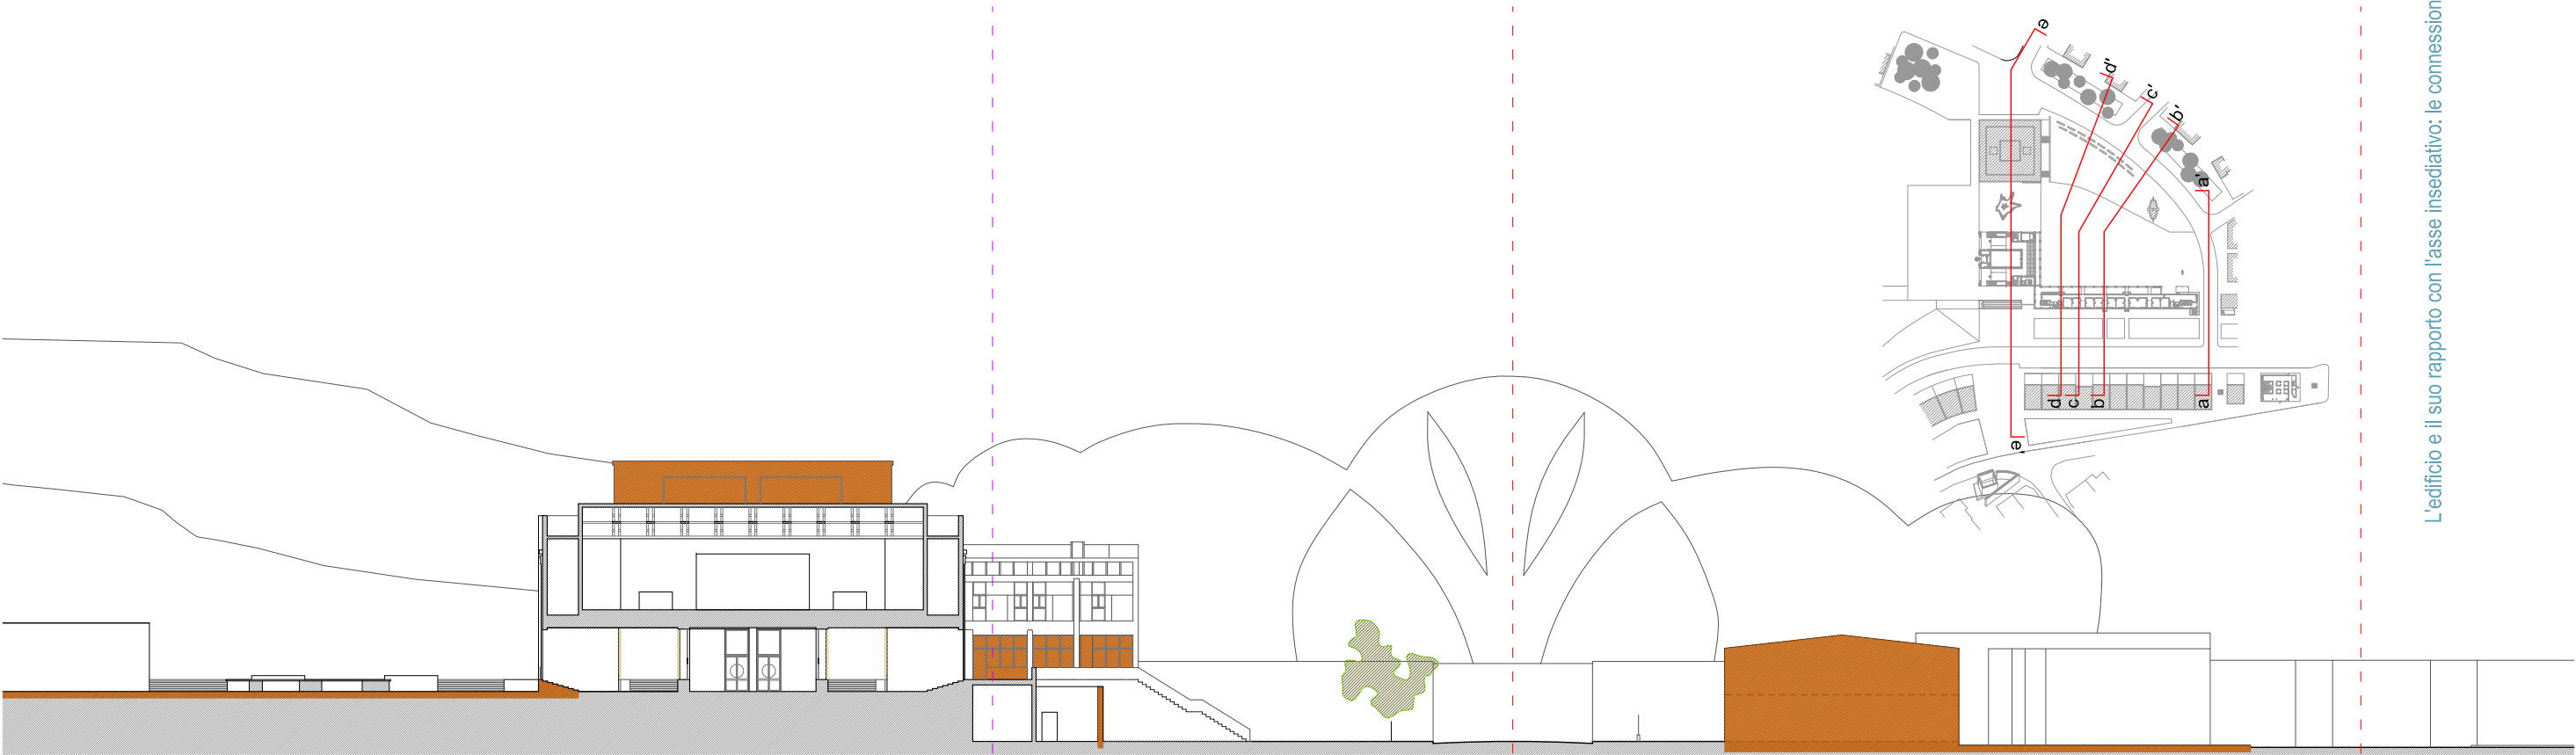 e
d'
c'
b'
a'
d
c
b
a
e'
L'edificio e il suo rapporto con l'asse insediativo: le connession